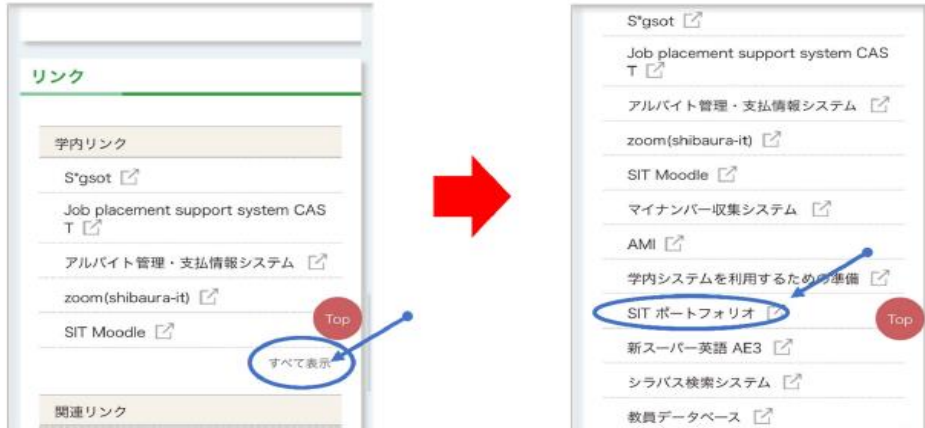 リンク
学内リンク
S*gsot
Job placement support system CAS
T
アルバイト管理・支払情報システム
zoom(shibaura-it)
SIT Moodle
Top
すべて表示
関連リンク
S*gsot
Job placement support system CAS
T
アルバイト管理・支払情報システム
zoom(shibaura-it)
SIT Moodle
マイナンバー収集システム
AMI
学内システムを利用するための準備
SIT ポートフォリオ
Top
新スーパー英語 AE3
シラバス検索システム
教員データベース